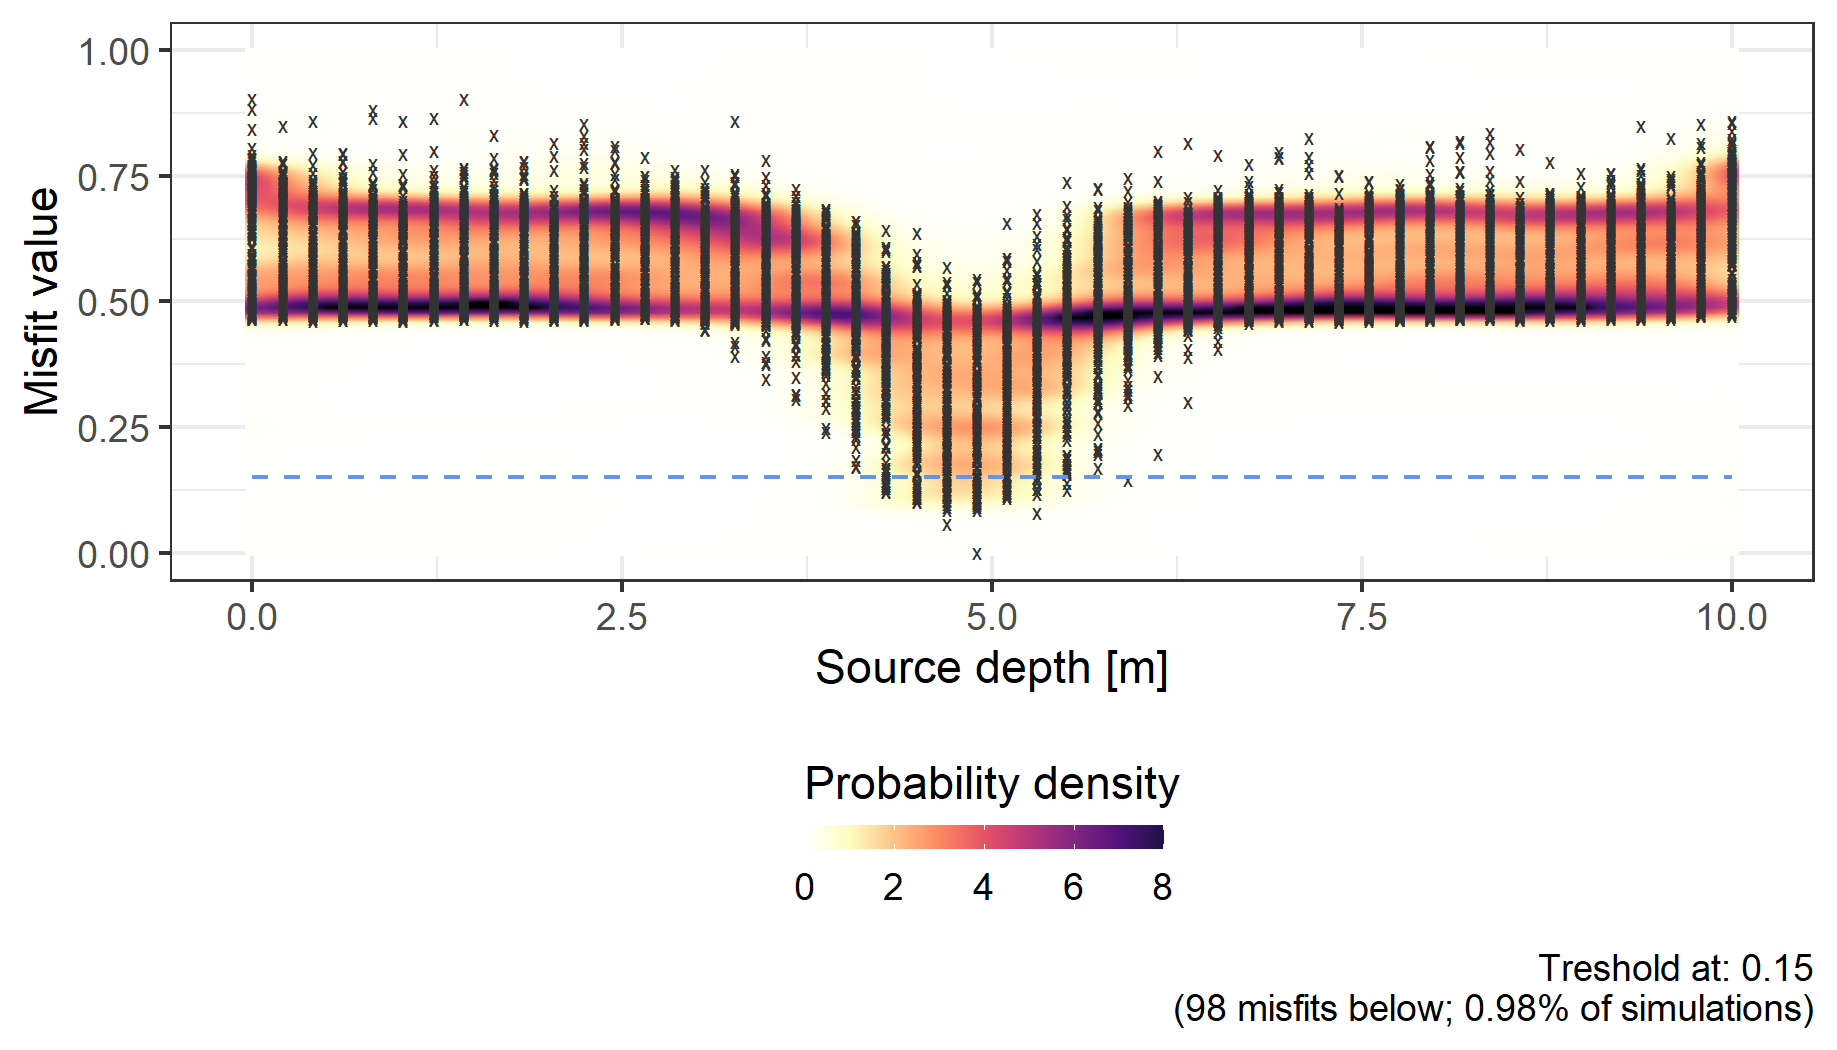 1.00
0.75
0.50
0.25
0.00
Misfit value
0.0 2.5 5.0 7.5 10.0
Source depth [m]
Probability density
0 2 4 6 8
Treshold at: 0.15
(98 misfits below; 0.98% of simulations)